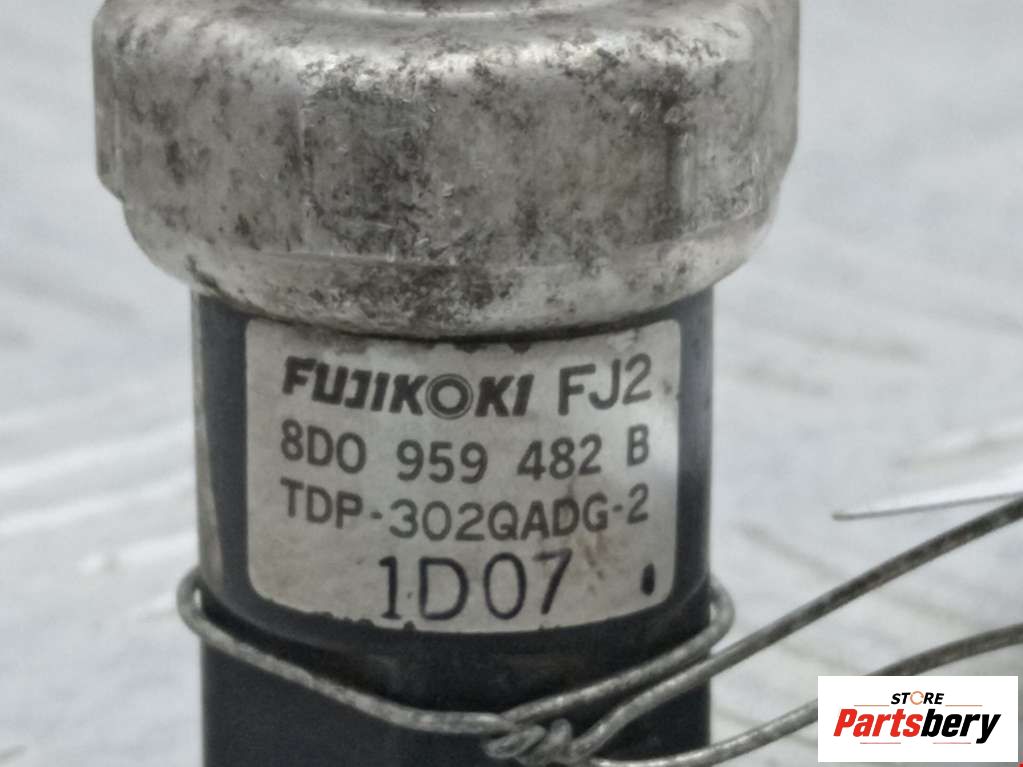 FUJIKOKI FJ2
8D0 959 482 B
TDP-302QADG-2
1D07
STORE
Partsbery